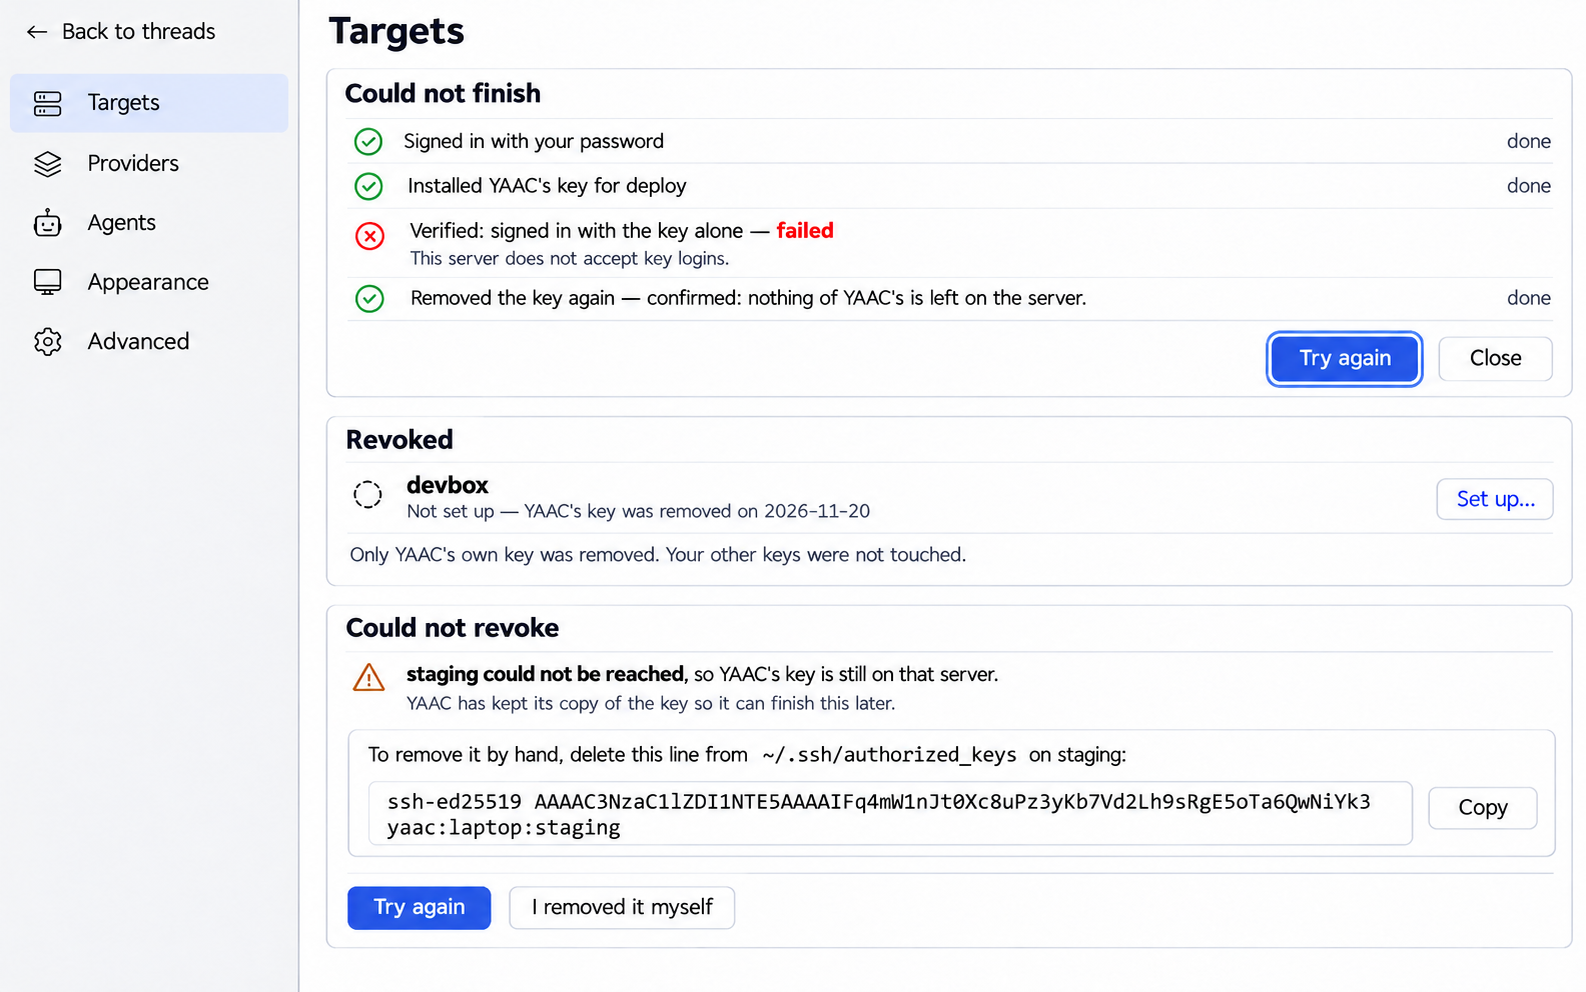 Back to threads
Targets
Providers
Agents
Appearance
Advanced
Targets
Could not finish
Signed in with your password done
Installed YAAC's key for deploy done
Verified: signed in with the key alone — failed
This server does not accept key logins.
Removed the key again — confirmed: nothing of YAAC's is left on the server. done
Try again Close
Revoked
devbox
Not set up — YAAC's key was removed on 2026-11-20
Set up...
Only YAAC's own key was removed. Your other keys were not touched.
Could not revoke
staging could not be reached, so YAAC's key is still on that server.
YAAC has kept its copy of the key so it can finish this later.
To remove it by hand, delete this line from ~/.ssh/authorized_keys on staging:
ssh-ed25519 AAAAC3NzaC1lZDI1NTE5AAAAIFq4mW1nJt0Xc8uPz3yKb7Vd2Lh9sRgE5oTa6QwNiYk3
yaac:laptop:staging
Copy
Try again I removed it myself